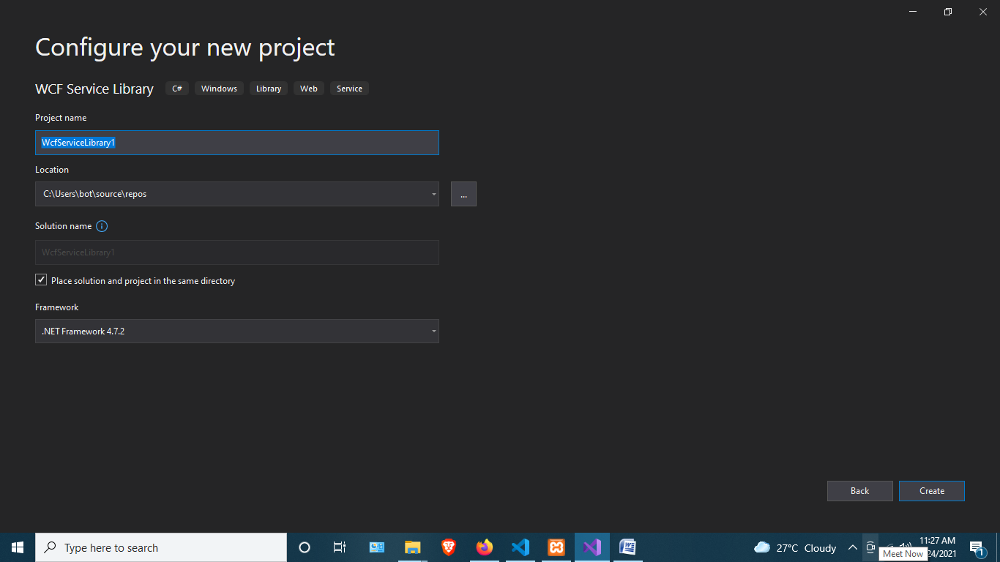 Configure your new project
WCF Service Library C# Windows Library Web Service
Project name
WcfServiceLibrary1
Location
C:\Users\bot\source\repos
...
Solution name
WcfServiceLibrary1
Place solution and project in the same directory
Framework
.NET Framework 4.7.2
Back Create
Type here to search
27°C Cloudy
11:27 AM
24/2021
Meet Now
1